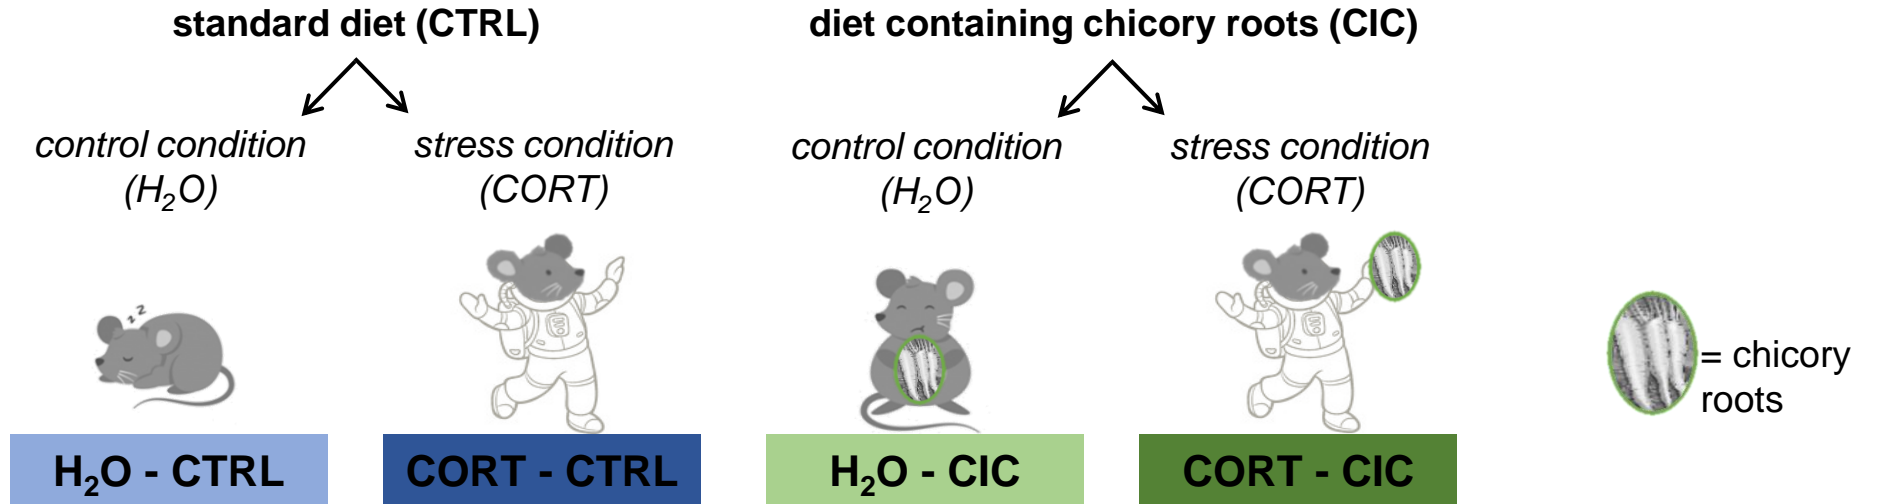 standard diet (CTRL)
diet containing chicory roots (CIC)
control condition
(H₂O)
stress condition
(CORT)
control condition
(H₂O)
stress condition
(CORT)
z z
= chicory
roots
H₂O - CTRL
CORT - CTRL
H₂O - CIC
CORT - CIC